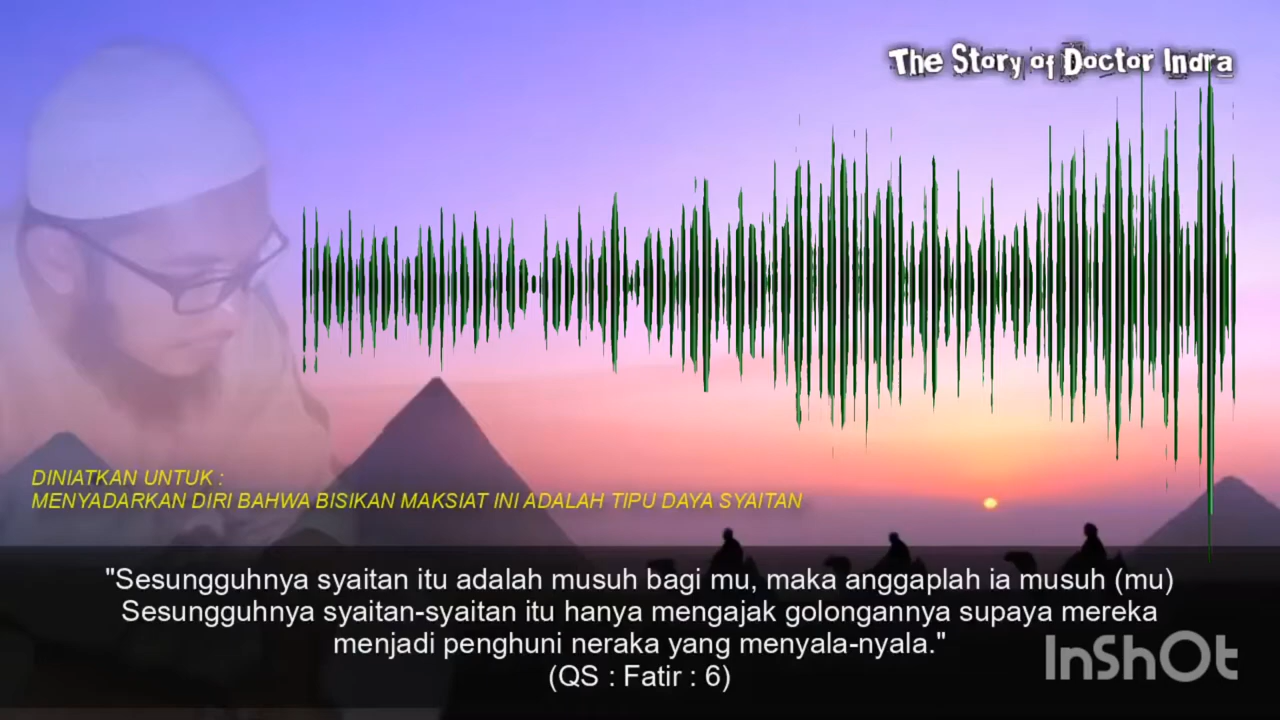 The Story of Doctor Indra
DINIATKAN UNTUK :
MENYADARKAN DIRI BAHWA BISIKAN MAKSIAT INI ADALAH TIPU DAYA SYAITAN
"Sesungguhnya syaitan itu adalah musuh bagi mu, maka anggaplah ia musuh (mu)
Sesungguhnya syaitan-syaitan itu hanya mengajak golongannya supaya mereka
menjadi penghuni neraka yang menyala-nyala."
(QS : Fatir : 6)
InShOt